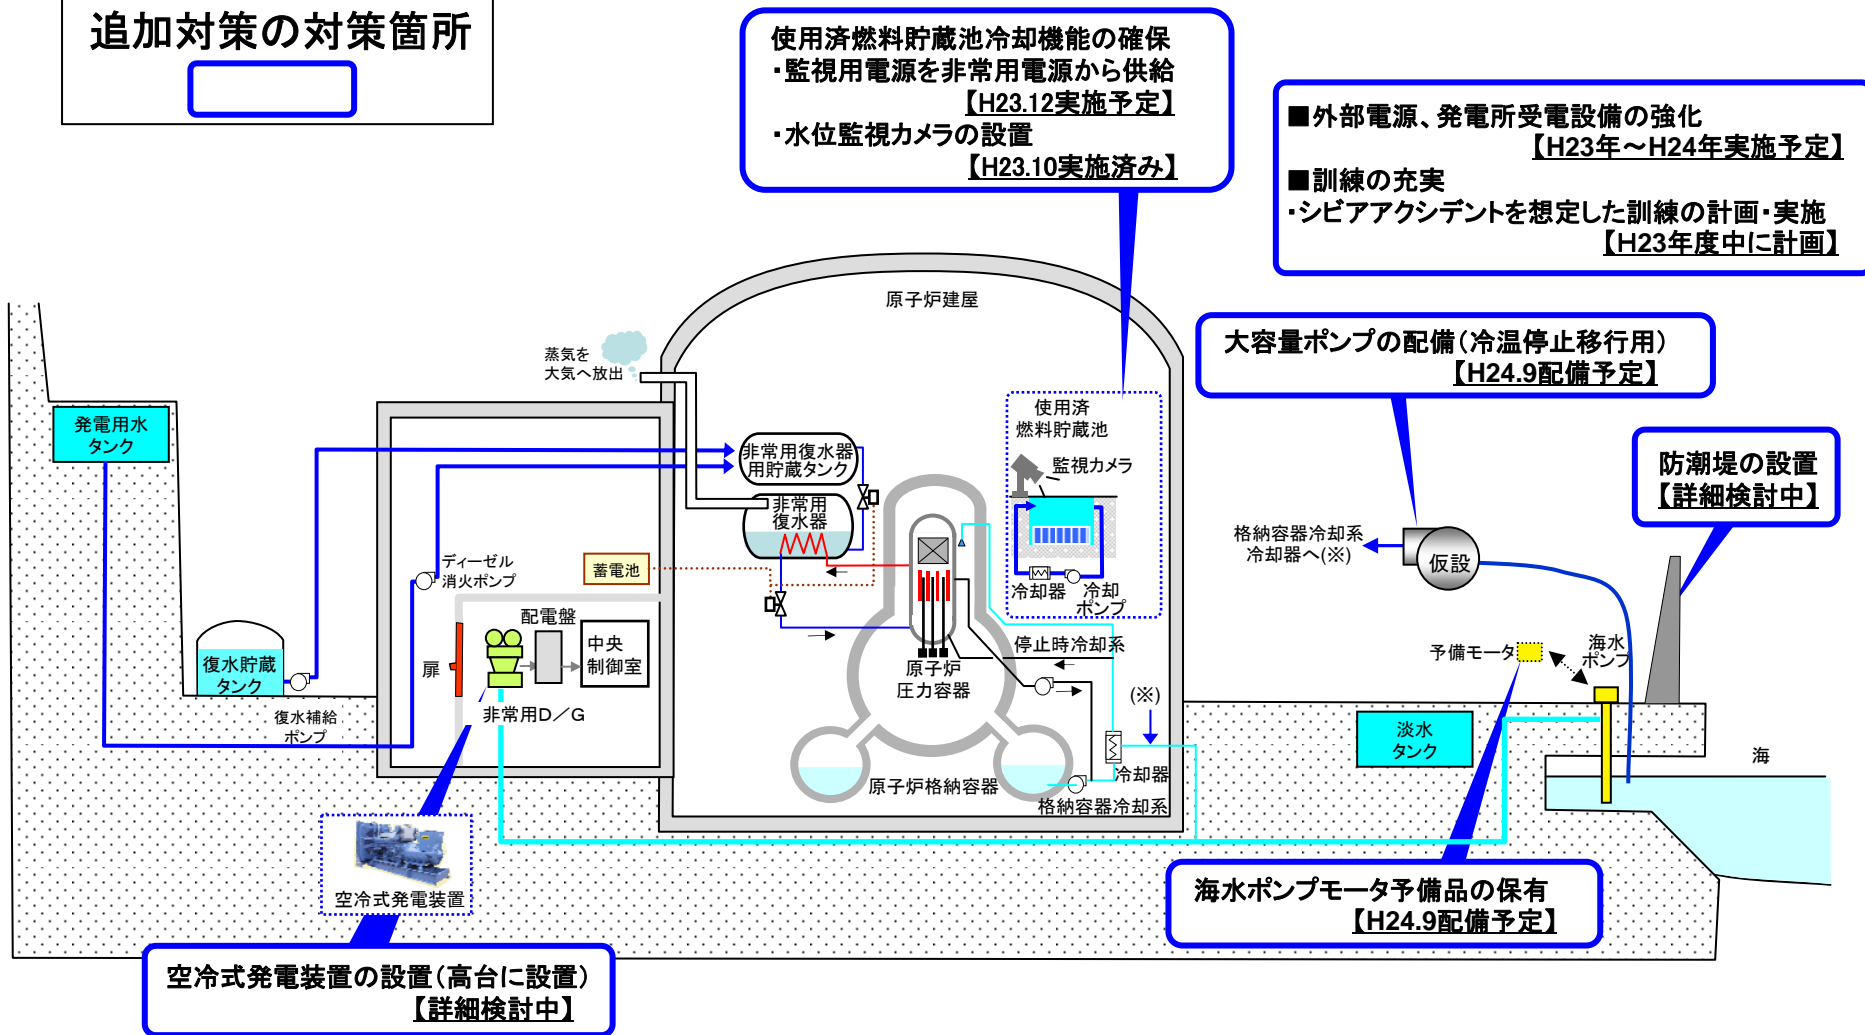 追加対策の対策箇所
使用済燃料貯蔵池冷却機能の確保
・監視用電源を非常用電源から供給
【H23.12実施予定】
・水位監視カメラの設置
【H23.10実施済み】
■外部電源、発電所受電設備の強化
【H23年～H24年実施予定】
■訓練の充実
・シビアアクシデントを想定した訓練の計画・実施
【H23年度中に計画】
原子炉建屋
大容量ポンプの配備(冷温停止移行用)
【H24.9配備予定】
蒸気を
大気へ放出
発電用水
タンク
使用済
燃料貯蔵池
監視カメラ
冷却器
冷却
ポンプ
防潮堤の設置
【詳細検討中】
非常用復水器
用貯蔵タンク
非常用
復水器
格納容器冷却系
冷却器へ(※)
仮設
ディーゼル
消火ポンプ
蓄電池
配電盤
中央
制御室
扉
非常用D／G
復水貯蔵
タンク
復水補給
ポンプ
原子炉
圧力容器
停止時冷却系
(※)
予備モータ
海水
ポンプ
淡水
タンク
海
原子炉格納容器
冷却器
格納容器冷却系
空冷式発電装置
海水ポンプモータ予備品の保有
【H24.9配備予定】
空冷式発電装置の設置(高台に設置)
【詳細検討中】